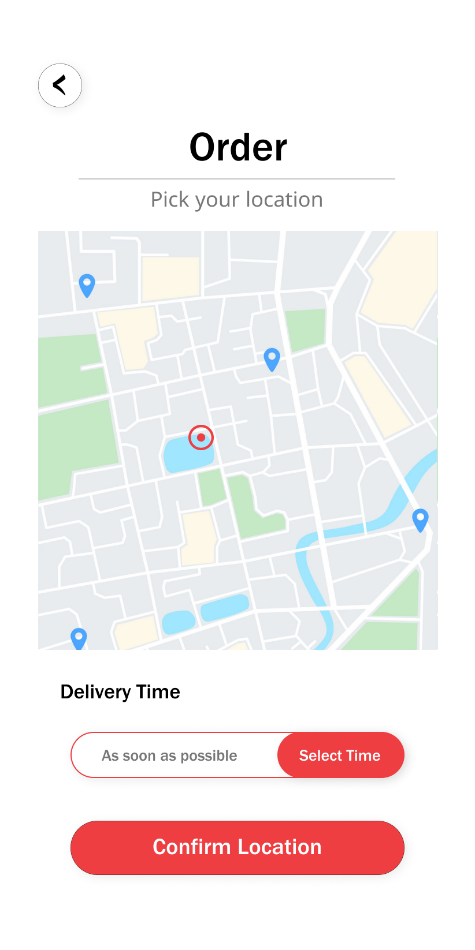 Order
Pick your location
Delivery Time
As soon as possible
Select Time
Confirm Location